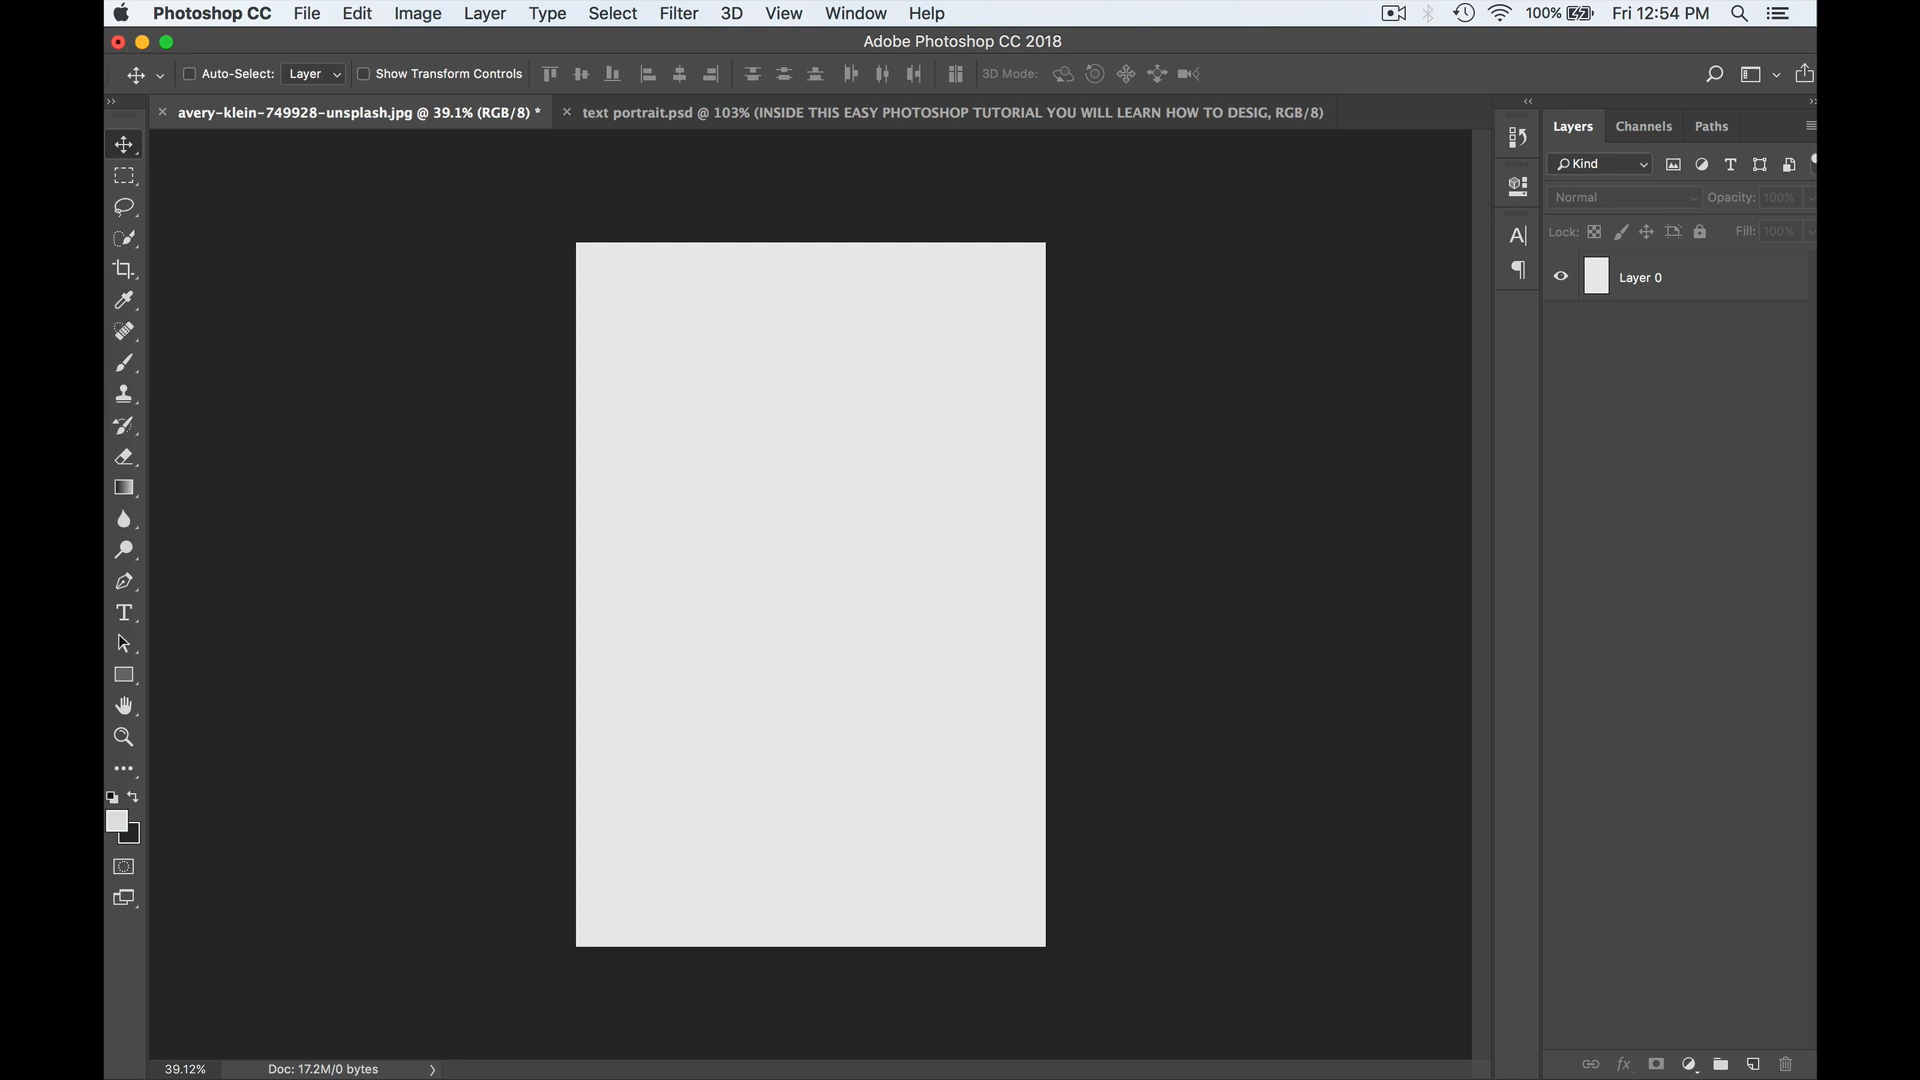 Photoshop CC File Edit Image Layer Type Select Filter 3D View Window Help 100% Fri 12:54 PM
Adobe Photoshop CC 2018
Auto-Select: Layer Show Transform Controls 3D Mode:
avery-klein-749928-unsplash.jpg @ 39.1% (RGB/8) * text portrait.psd @ 103% (INSIDE THIS EASY PHOTOSHOP TUTORIAL YOU WILL LEARN HOW TO DESIG, RGB/8)
Layers Channels Paths
Kind
Normal Opacity: 100%
Lock: Fill: 100%
Layer 0
39.12% Doc: 17.2M/0 bytes